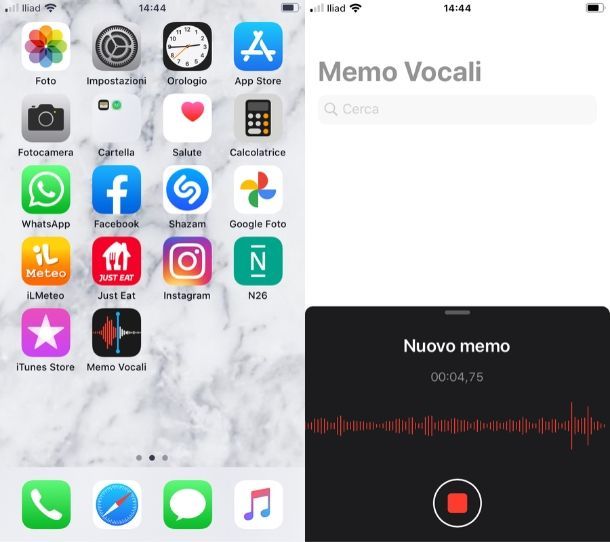 Iliad 14:44
Foto Impostazioni Orologio App Store
Fotocamera Cartella Salute Calcolatrice
WhatsApp Facebook Shazam Google Foto
iL
Meteo
JUST EAT
N
iLMeteo Just Eat Instagram N26
iTunes Store Memo Vocali
Iliad 14:44
Memo Vocali
Cerca
Nuovo memo
00:04,75